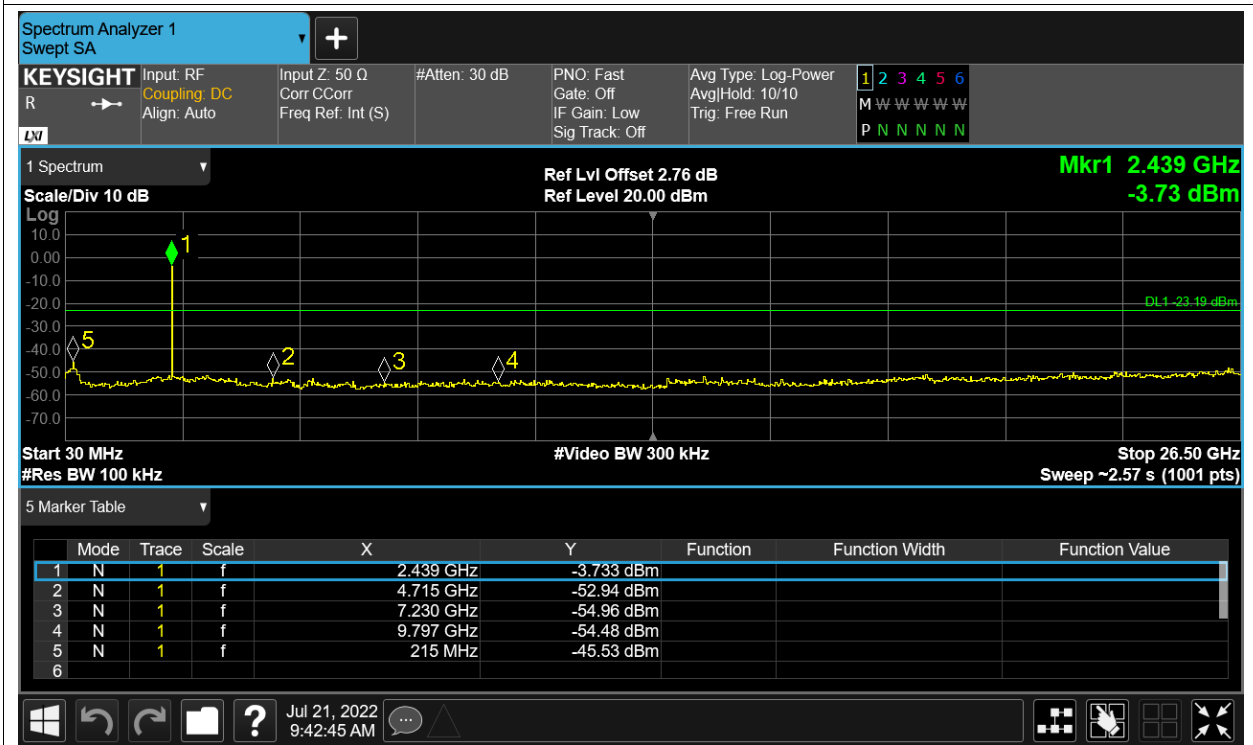 Spectrum Analyzer 1
Swept SA
KEYSIGHT Input: RF Input Z: 50 Ω #Atten: 30 dB PNO: Fast Avg Type: Log-Power 1 2 3 4 5 6
R Coupling: DC Corr CCorr Gate: Off Avg|Hold: 10/10 M W W W W W
Align: Auto Freq Ref: Int (S) IF Gain: Low Trig: Free Run
LXI Sig Track: Off P N N N N N
1 Spectrum Ref Lvl Offset 2.76 dB Mkr1 2.439 GHz
Scale/Div 10 dB Ref Level 20.00 dBm -3.73 dBm
Log
10.0 1
0.00
-10.0
-20.0 DL1 -23.19 dBm
-30.0
-40.0 5 2 3 4
-50.0
-60.0
-70.0
Start 30 MHz #Video BW 300 kHz Stop 26.50 GHz
#Res BW 100 kHz Sweep ~2.57 s (1001 pts)
5 Marker Table
Mode Trace Scale X Y Function Function Width Function Value
1 N 1 f 2.439 GHz -3.733 dBm
2 N 1 f 4.715 GHz -52.94 dBm
3 N 1 f 7.230 GHz -54.96 dBm
4 N 1 f 9.797 GHz -54.48 dBm
5 N 1 f 215 MHz -45.53 dBm
6
? Jul 21, 2022
9:42:45 AM